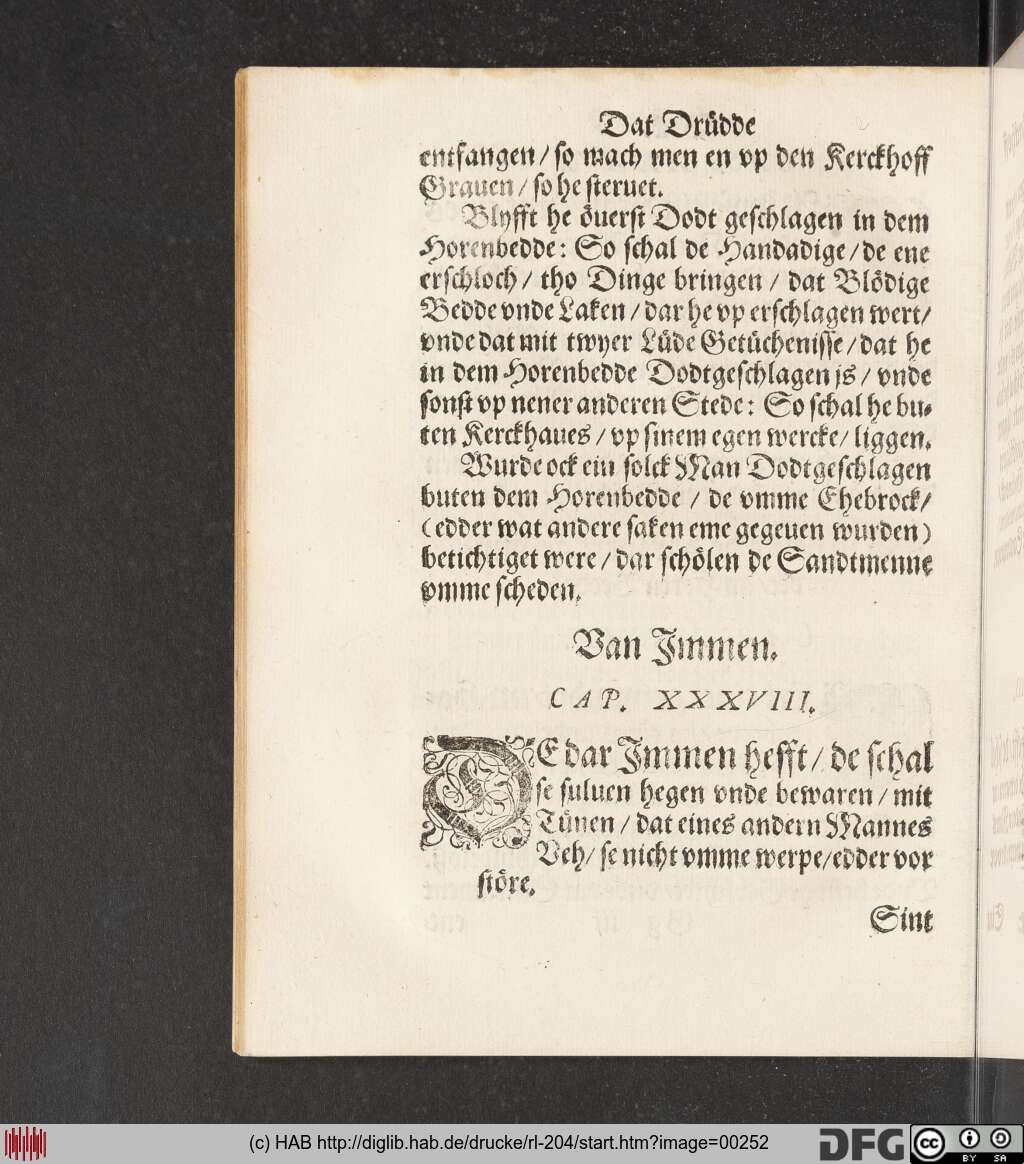 Dat Drüdde
entfangen / so mach men en vp den Kerckhoff
Grauen / so he steruet.
Blyfft he öuerst Dodt geschlagen in dem
Horenbedde: So schal de Handadige / de ene
erschloch / tho Dinge bringen / dat Blödige
Bedde vnde Laken / dar he vp erschlagen wert /
vnde dat mit twyer Lüde Getüchenisse / dat he
in dem Horenbedde Dodtgeschlagen js / vnde
sonst vp nener anderen Stede: So schal he bu-
ten Kerckhaues / vp sinem egen wercke / liggen.
Wurde ock ein solck Man Dodtgeschlagen
buten dem Horenbedde / de vmme Ehebrock /
(edder wat andere saken eme gegeuen wurden)
betichtiget were / dar schölen de Sandtmenne
vmme scheden.
Van Jmmen.
CAP. XXXVIII.
DE dar Jmmen hefft / de schal
se suluen hegen vnde bewaren / mit
Tünen / dat eines andern Mannes
Veh / se nicht vmme werpe / edder vor
störe.
Sint
(c) HAB http://diglib.hab.de/drucke/rl-204/start.htm?image=00252
DFG
cc BY SA